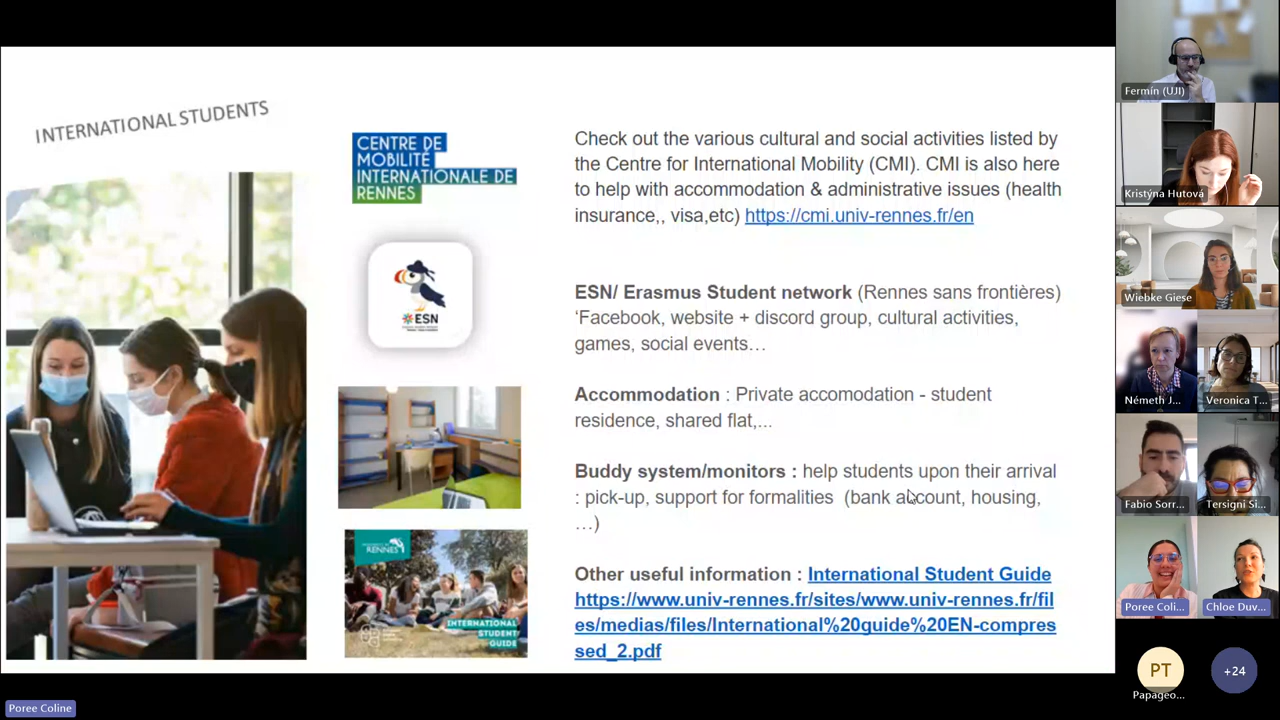 INTERNATIONAL STUDENTS
CENTRE DE
MOBILITÉ
INTERNATIONALE DE
RENNES
ESN
UNIVERSITÉ DE
RENNES
INTERNATIONAL
STUDENT
GUIDE
Check out the various cultural and social activities listed by
the Centre for International Mobility (CMI). CMI is also here
to help with accommodation & administrative issues (health
insurance,, visa,etc) https://cmi.univ-rennes.fr/en
ESN/ Erasmus Student network (Rennes sans frontières)
‘Facebook, website + discord group, cultural activities,
games, social events…
Accommodation : Private accomodation - student
residence, shared flat,...
Buddy system/monitors : help students upon their arrival
: pick-up, support for formalities (bank account, housing,
…)
Other useful information : International Student Guide
https://www.univ-rennes.fr/sites/www.univ-rennes.fr/fil
es/medias/files/International%20guide%20EN-compres
sed_2.pdf
Fermín (UJI)
Kristýna Hutová
Wiebke Giese
Németh J...
Veronica T...
Fabio Sorr...
Tersigni Si...
Poree Coli...
Chloe Duv...
PT
+24
Papageo...
Poree Coline